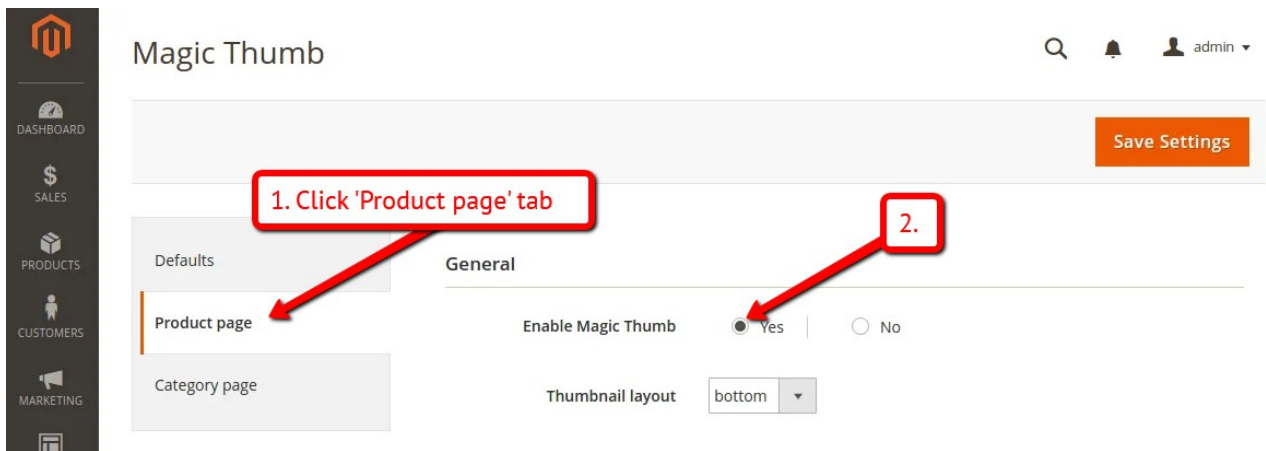 Magic Thumb
admin
DASHBOARD
Save Settings
SALES
1. Click 'Product page' tab
2.
PRODUCTS
Defaults
General
CUSTOMERS
Product page
Enable Magic Thumb
Yes
No
MARKETING
Category page
Thumbnail layout
bottom